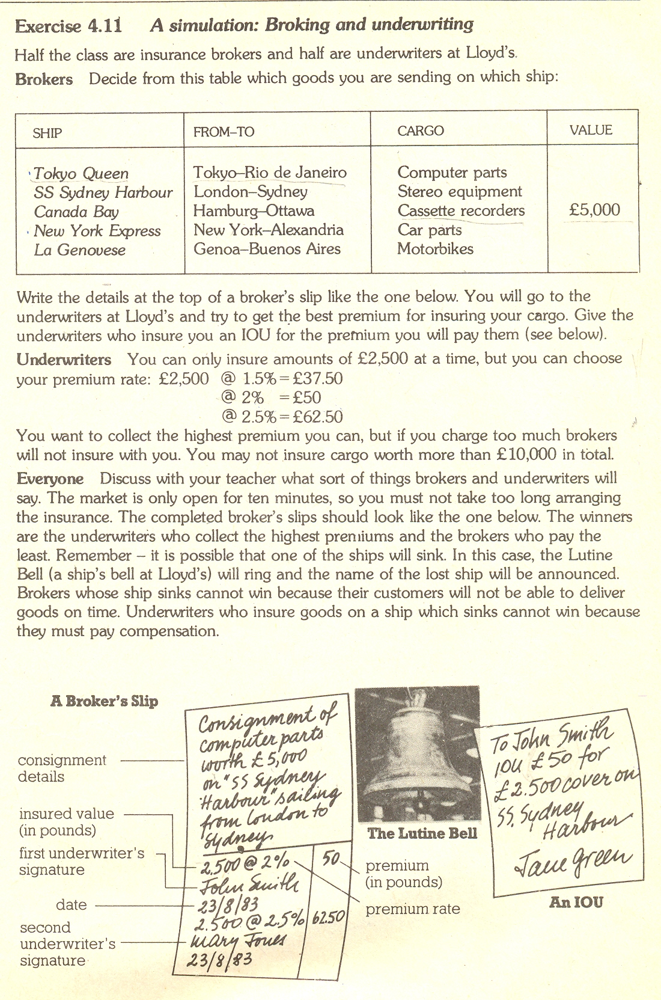 Exercise 4.11 A simulation: Broking and underwriting
Half the class are insurance brokers and half are underwriters at Lloyd's.
Brokers Decide from this table which goods you are sending on which ship:
SHIP FROM–TO CARGO VALUE
Tokyo Queen Tokyo–Rio de Janeiro Computer parts
SS Sydney Harbour London–Sydney Stereo equipment
Canada Bay Hamburg–Ottawa Cassette recorders £5,000
New York Express New York–Alexandria Car parts
La Genovese Genoa–Buenos Aires Motorbikes
Write the details at the top of a broker's slip like the one below. You will go to the
underwriters at Lloyd's and try to get the best premium for insuring your cargo. Give the
underwriters who insure you an IOU for the premium you will pay them (see below).
Underwriters You can only insure amounts of £2,500 at a time, but you can choose
your premium rate: £2,500 @ 1.5% = £37.50
@ 2% = £50
@ 2.5% = £62.50
You want to collect the highest premium you can, but if you charge too much brokers
will not insure with you. You may not insure cargo worth more than £10,000 in total.
Everyone Discuss with your teacher what sort of things brokers and underwriters will
say. The market is only open for ten minutes, so you must not take too long arranging
the insurance. The completed broker's slips should look like the one below. The winners
are the underwriters who collect the highest premiums and the brokers who pay the
least. Remember – it is possible that one of the ships will sink. In this case, the Lutine
Bell (a ship's bell at Lloyd's) will ring and the name of the lost ship will be announced.
Brokers whose ship sinks cannot win because their customers will not be able to deliver
goods on time. Underwriters who insure goods on a ship which sinks cannot win because
they must pay compensation.
A Broker's Slip
consignment
details
insured value
(in pounds)
first underwriter's
signature
date
second
underwriter's
signature
Consignment of
computer parts
worth £5,000
on "SS Sydney
Harbour" sailing
from London to
Sydney
2.500 @ 2% 50
John Smith
23/8/83
2.500 @ 2.5% 62.50
Mary Jones
23/8/83
The Lutine Bell
premium
(in pounds)
premium rate
To John Smith
IOU £50 for
£2.500 cover on
SS. Sydney
Harbour
Jane Green
An IOU